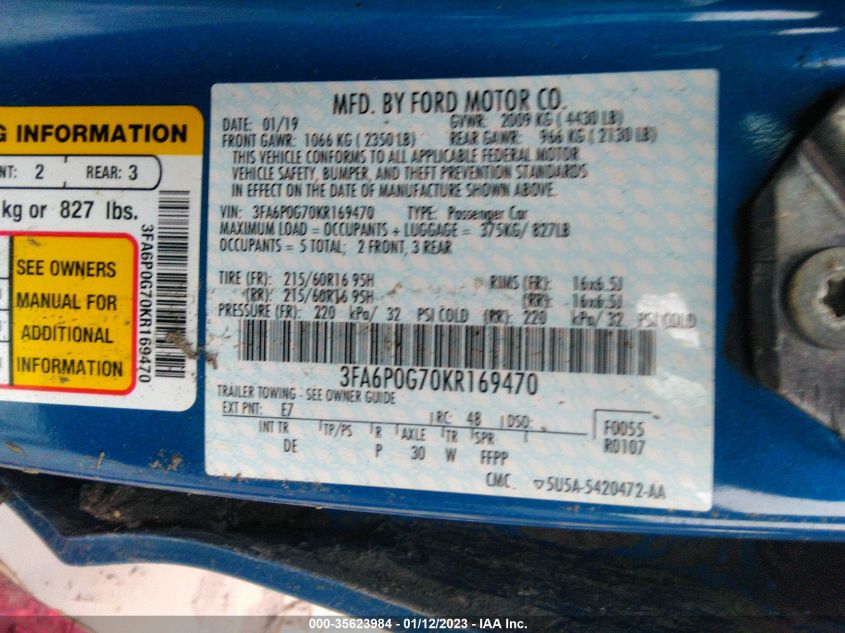 G INFORMATION
NT: 2 REAR: 3
kg or 827 lbs.
3FA6P0G70KR169470
SEE OWNERS
MANUAL FOR
ADDITIONAL
INFORMATION
MFD. BY FORD MOTOR CO.
DATE: 01/19 GVWR: 2009 KG (4430 LB)
FRONT GAWR: 1066 KG (2350 LB) REAR GAWR: 966 KG (2130 LB)
THIS VEHICLE CONFORMS TO ALL APPLICABLE FEDERAL MOTOR
VEHICLE SAFETY, BUMPER, AND THEFT PREVENTION STANDARDS
IN EFFECT ON THE DATE OF MANUFACTURE SHOWN ABOVE.
VIN: 3FA6P0G70KR169470 TYPE: Passenger Car
MAXIMUM LOAD = OCCUPANTS + LUGGAGE = 375KG/ 827LB
OCCUPANTS = 5 TOTAL; 2 FRONT, 3 REAR
TIRE (FR): 215/60R16 95H RIMS (FR): 16x6.5J
(RR): 215/60R16 95H (RR): 16x6.5J
PRESSURE (FR): 220 kPa/ 32 PSI COLD (RR): 220 kPa/ 32 PSI COLD
3FA6P0G70KR169470
TRAILER TOWING - SEE OWNER GUIDE
EXT PNT: E7 RC: 48 DSO: F0055
INT TR TP/PS R AXLE TR SPR R0107
DE P 30 W FFPP
CMC. ▽5U5A-5420472-AA
000-35623984 - 01/12/2023 - IAA Inc.